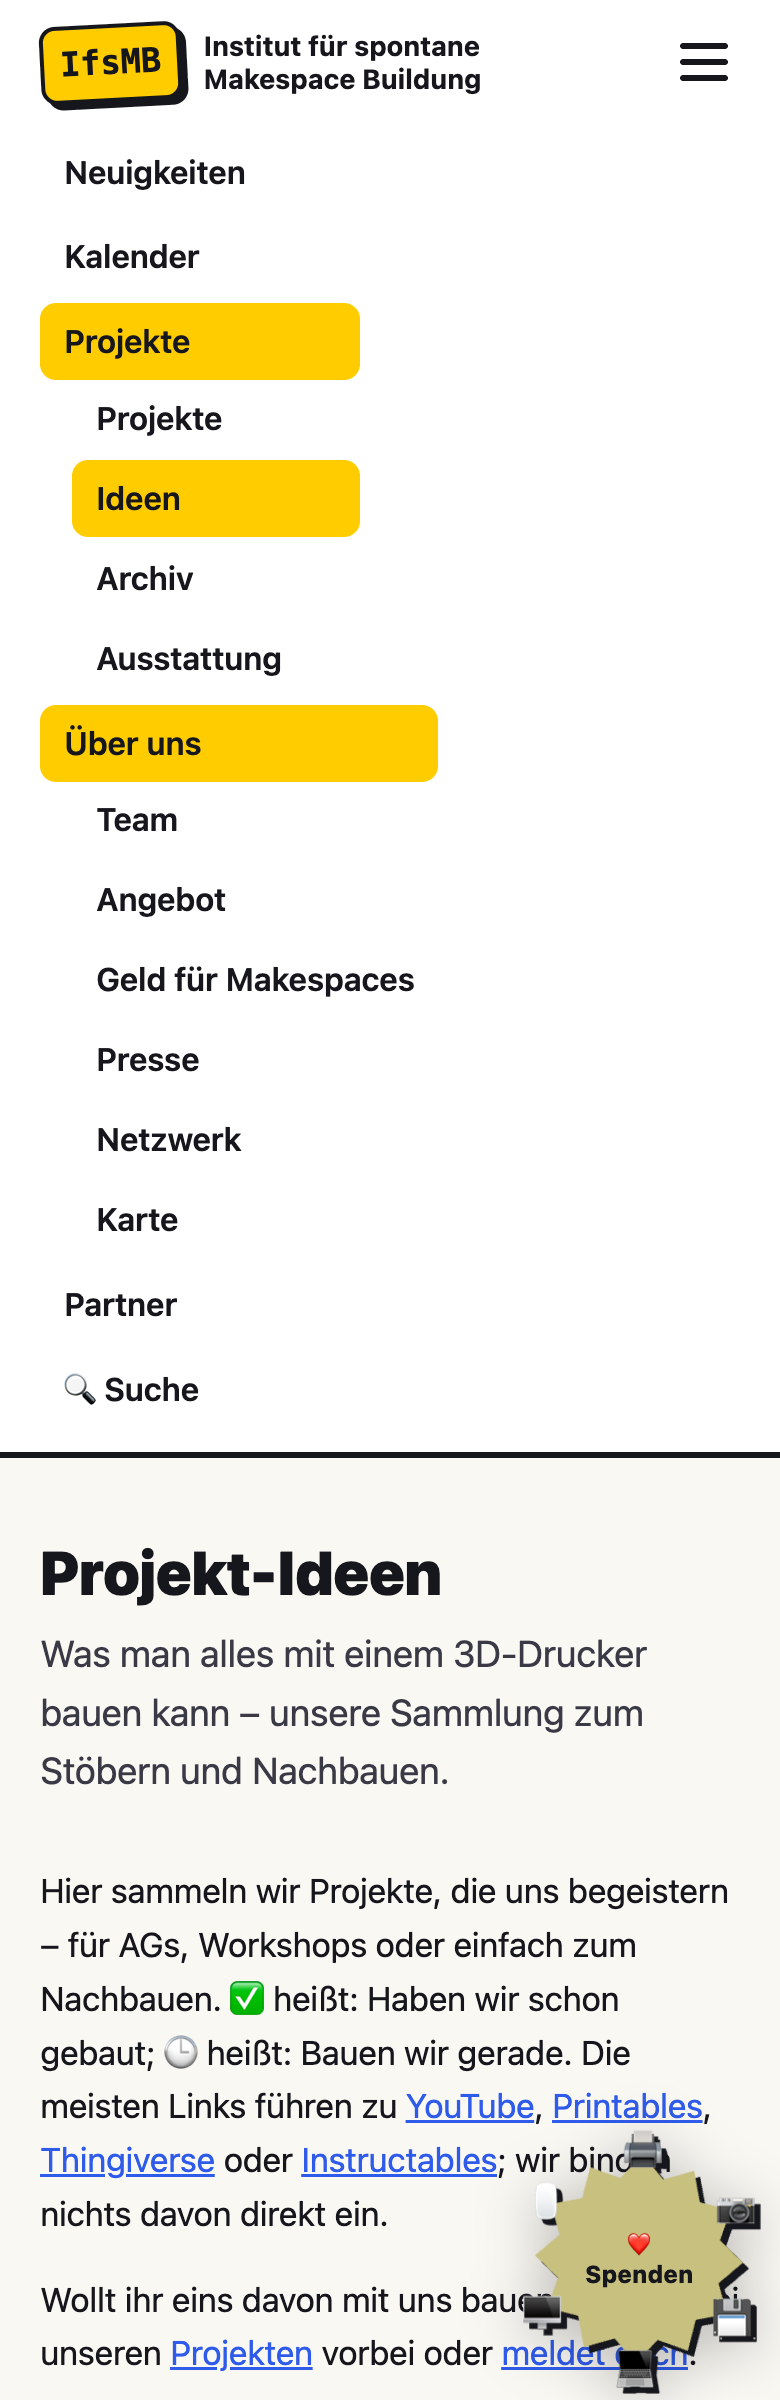 IfsMB
Institut für spontane
Makespace Buildung
Neuigkeiten
Kalender
Projekte
Projekte
Ideen
Archiv
Ausstattung
Über uns
Team
Angebot
Geld für Makespaces
Presse
Netzwerk
Karte
Partner
🔍 Suche
Projekt-Ideen
Was man alles mit einem 3D-Drucker
bauen kann – unsere Sammlung zum
Stöbern und Nachbauen.
Hier sammeln wir Projekte, die uns begeistern
– für AGs, Workshops oder einfach zum
Nachbauen. ✅ heißt: Haben wir schon
gebaut; 🕒 heißt: Bauen wir gerade. Die
meisten Links führen zu YouTube, Printables,
Thingiverse oder Instructables; wir
nichts davon direkt ein.
Wollt ihr eins davon mit uns
unseren Projekten vorbei oder meldet
❤️
Spenden